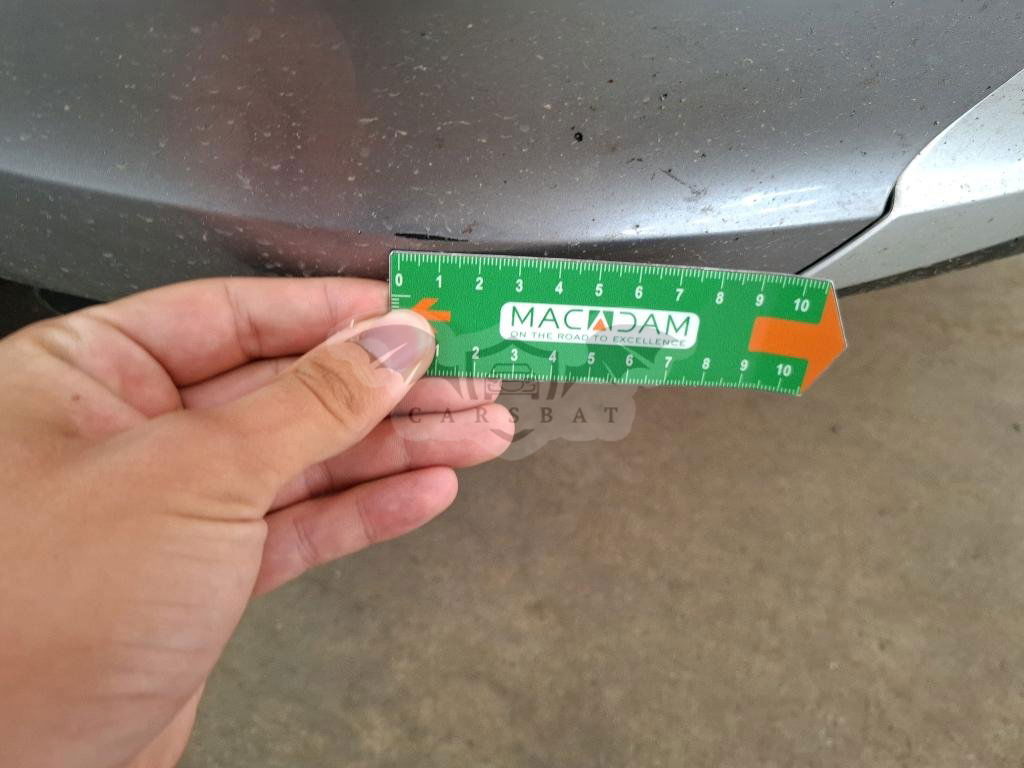 0 1 2 3 4 5 6 7 8 9 10
MACADAM
ON THE ROAD TO EXCELLENCE
1 2 3 4 5 6 7 8 9 10
CARSBAT